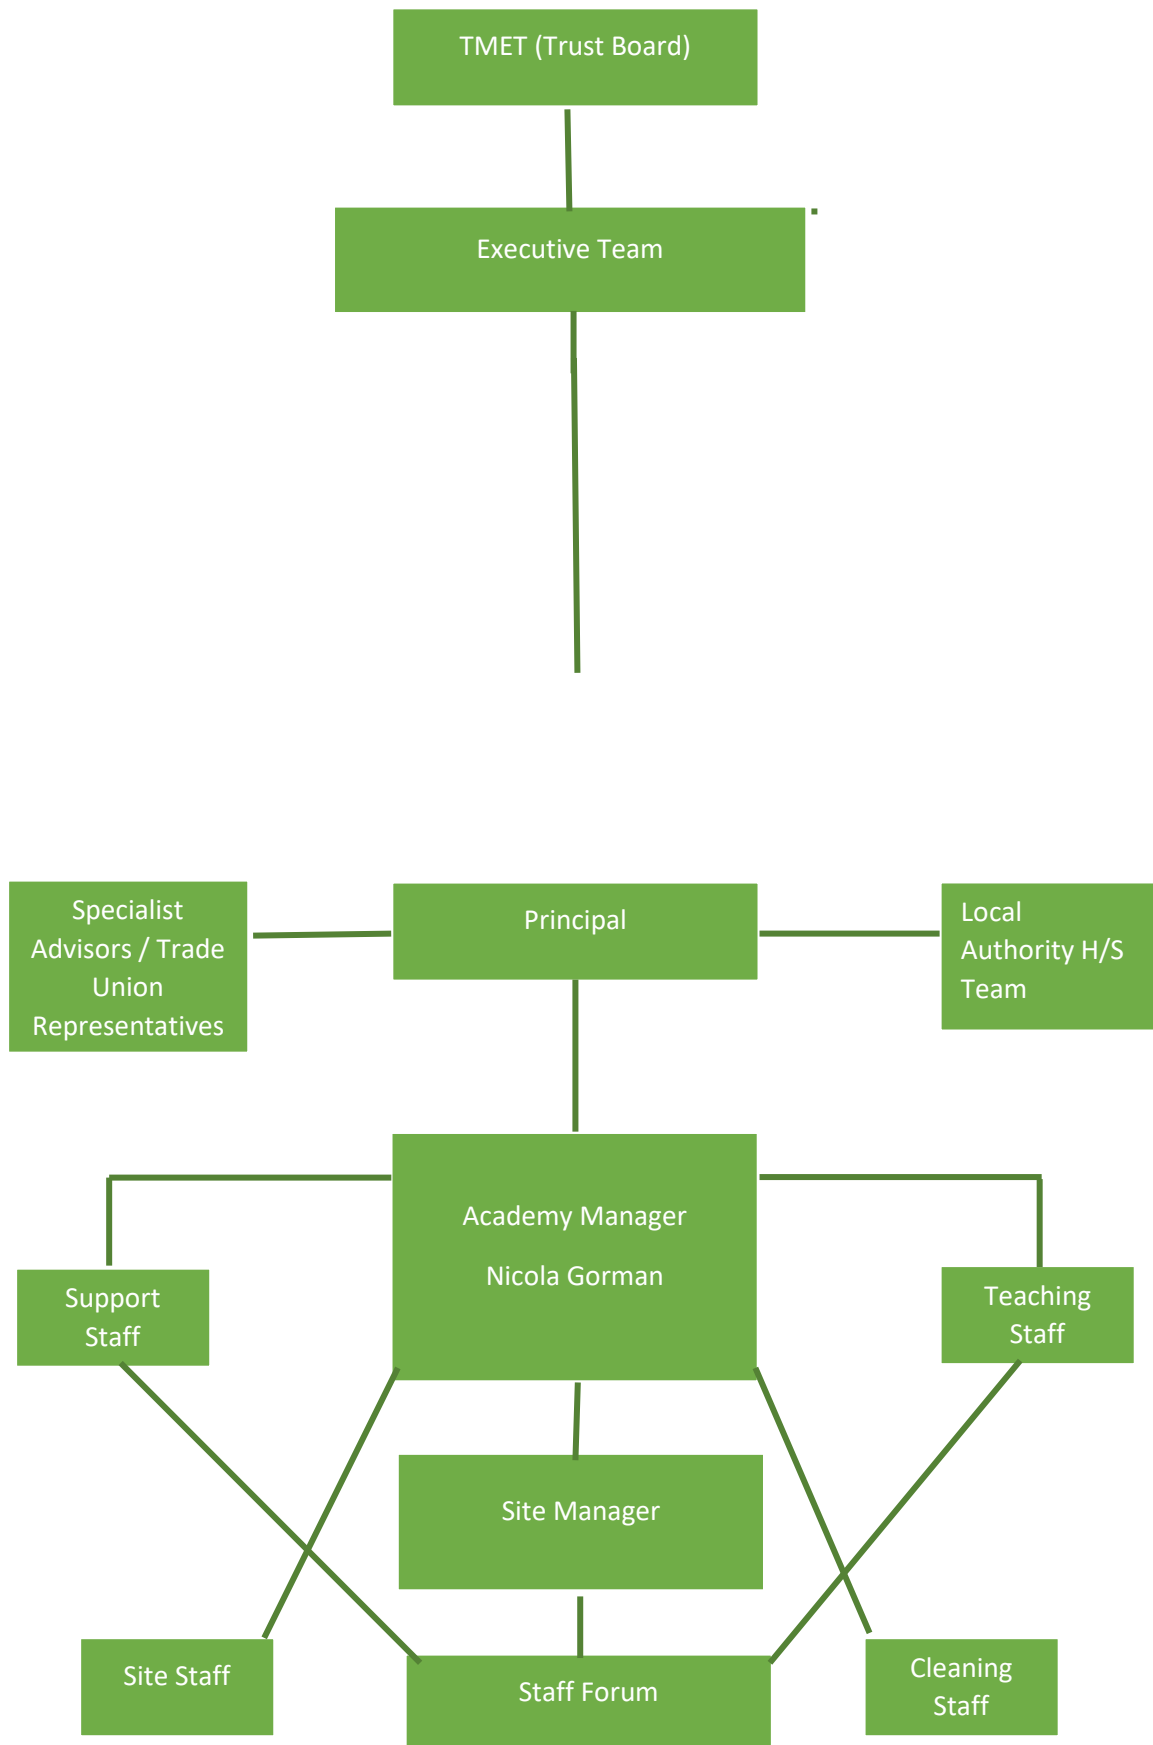 TMET (Trust Board)
Executive Team
Specialist
Advisors / Trade
Union
Representatives
Principal
Local
Authority H/S
Team
Academy Manager
Nicola Gorman
Support
Staff
Teaching
Staff
Site Manager
Site Staff
Staff Forum
Cleaning
Staff